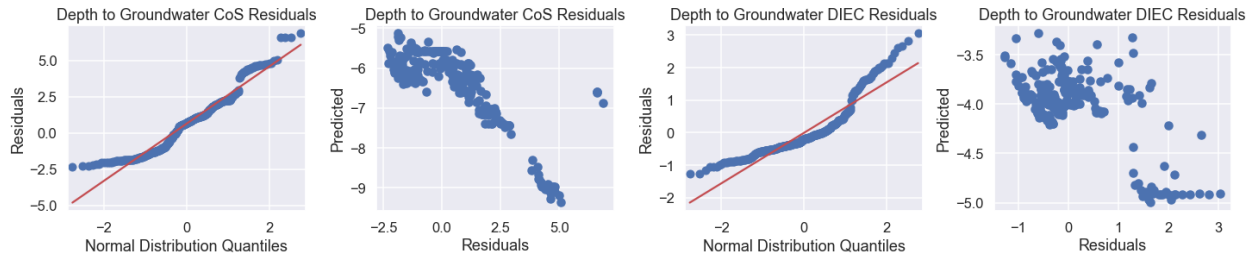 Depth to Groundwater CoS Residuals
Residuals
5.0
2.5
0.0
−2.5
−5.0
−2
0
2
Normal Distribution Quantiles
Depth to Groundwater CoS Residuals
Predicted
−5
−6
−7
−8
−9
−2.5
0.0
2.5
5.0
Residuals
Depth to Groundwater DIEC Residuals
Residuals
3
2
1
0
−1
−2
−2
0
2
Normal Distribution Quantiles
Depth to Groundwater DIEC Residuals
Predicted
−3.5
−4.0
−4.5
−5.0
−1
0
1
2
3
Residuals